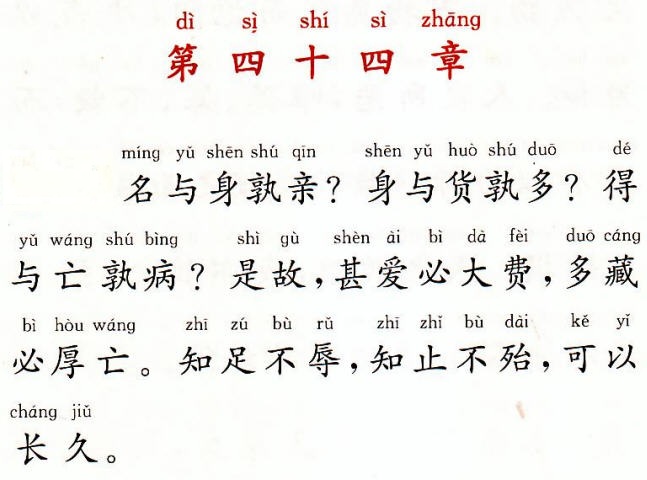 dì sì shí sì zhāng
第四十四章
míng yǔ shēn shú qīn shēn yǔ huò shú duō dé
名与身孰亲？身与货孰多？得
yǔ wáng shú bìng shì gù shèn ài bì dà fèi duō cáng
与亡孰病？是故，甚爱必大费，多藏
bì hòu wáng zhī zú bù rǔ zhī zhǐ bù dài kě yǐ
必厚亡。知足不辱，知止不殆，可以
cháng jiǔ
长久。